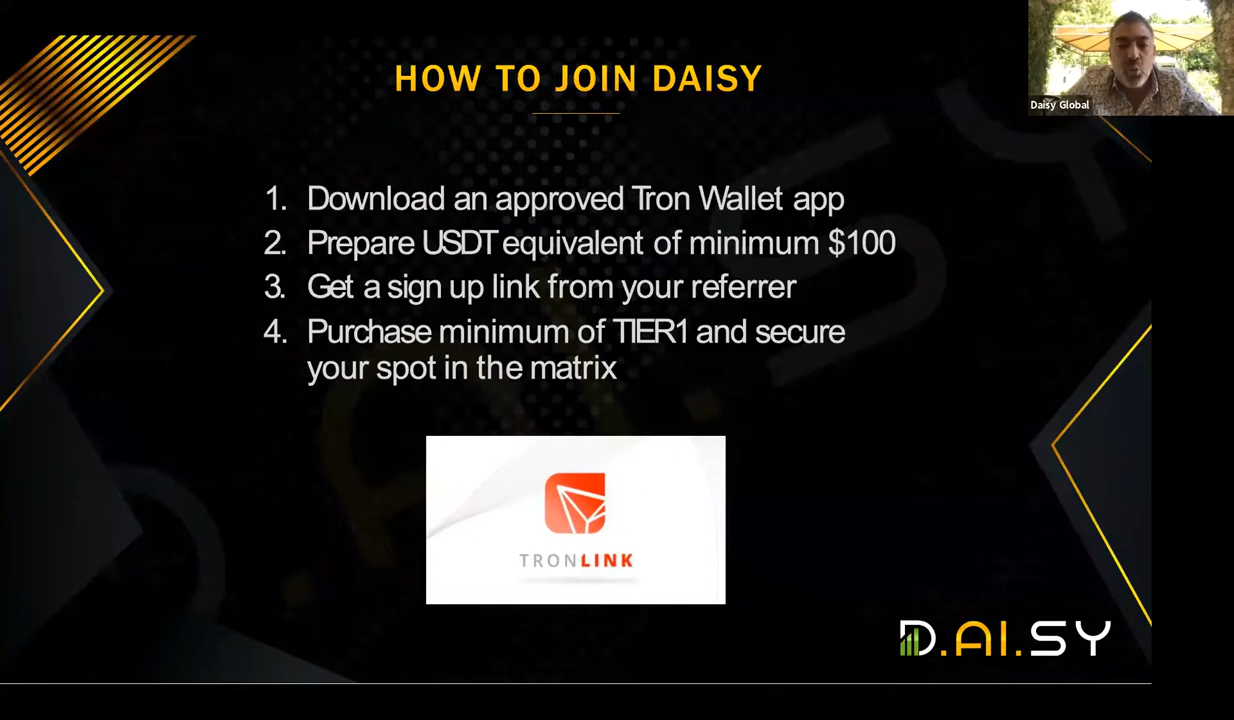 HOW TO JOIN DAISY
Daisy Global
1. Download an approved Tron Wallet app
2. Prepare USDT equivalent of minimum $100
3. Get a sign up link from your referrer
4. Purchase minimum of TIER1 and secure
your spot in the matrix
TRONLINK
D.AI.SY